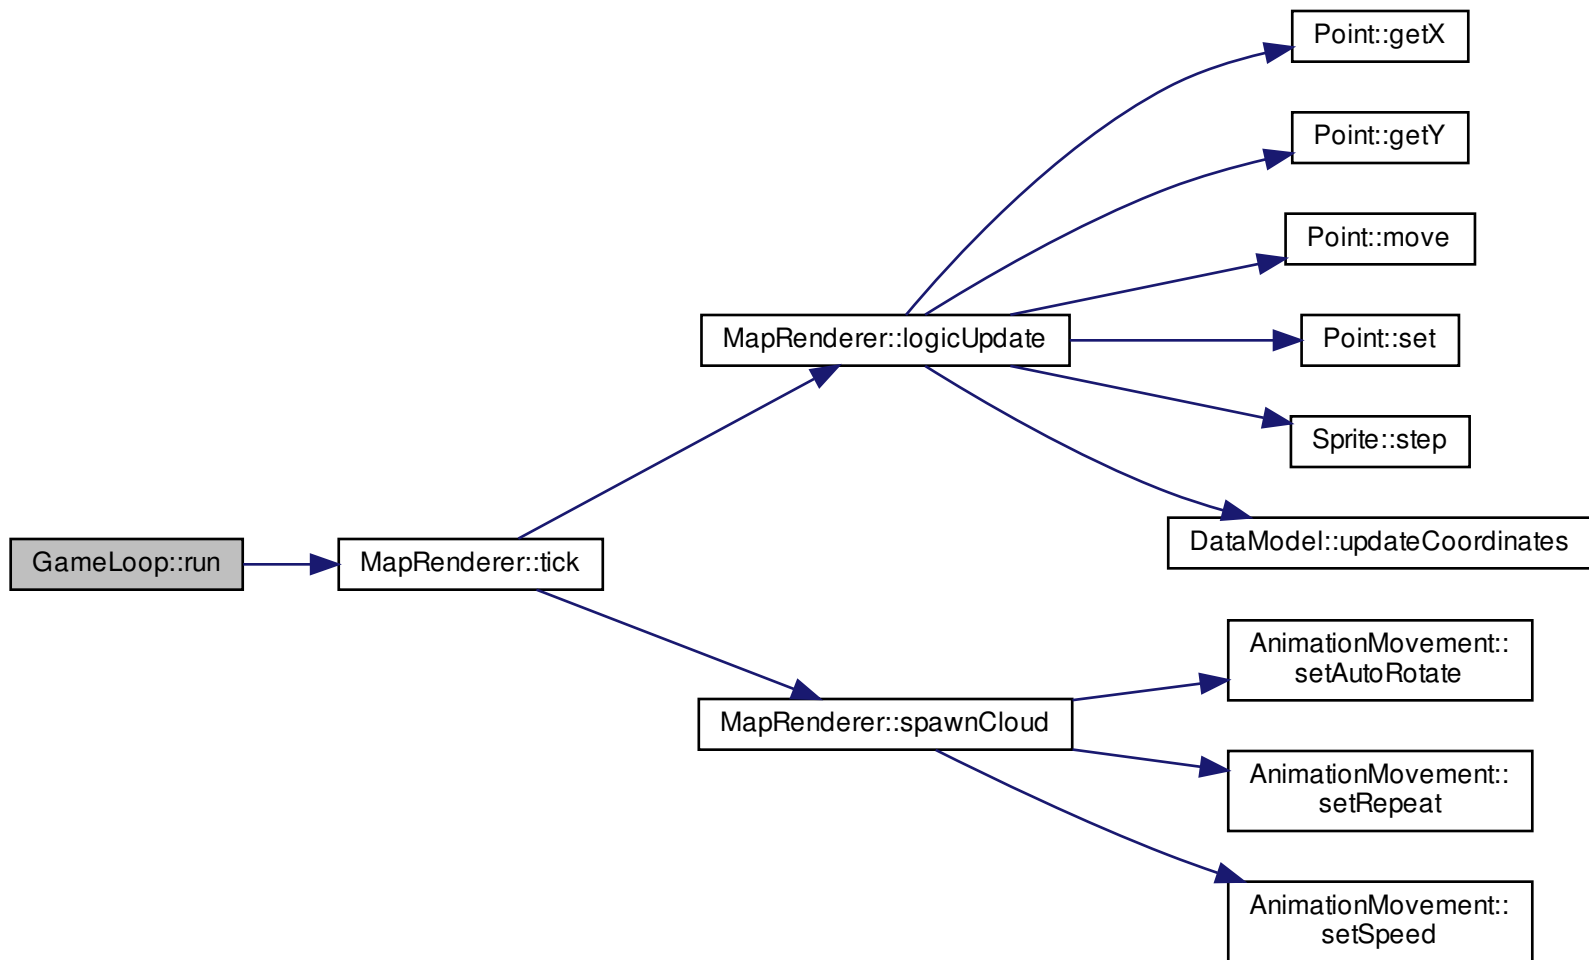 Point::getX
Point::getY
Point::move
MapRenderer::logicUpdate
Point::set
Sprite::step
DataModel::updateCoordinates
GameLoop::run
MapRenderer::tick
AnimationMovement::
setAutoRotate
MapRenderer::spawnCloud
AnimationMovement::
setRepeat
AnimationMovement::
setSpeed